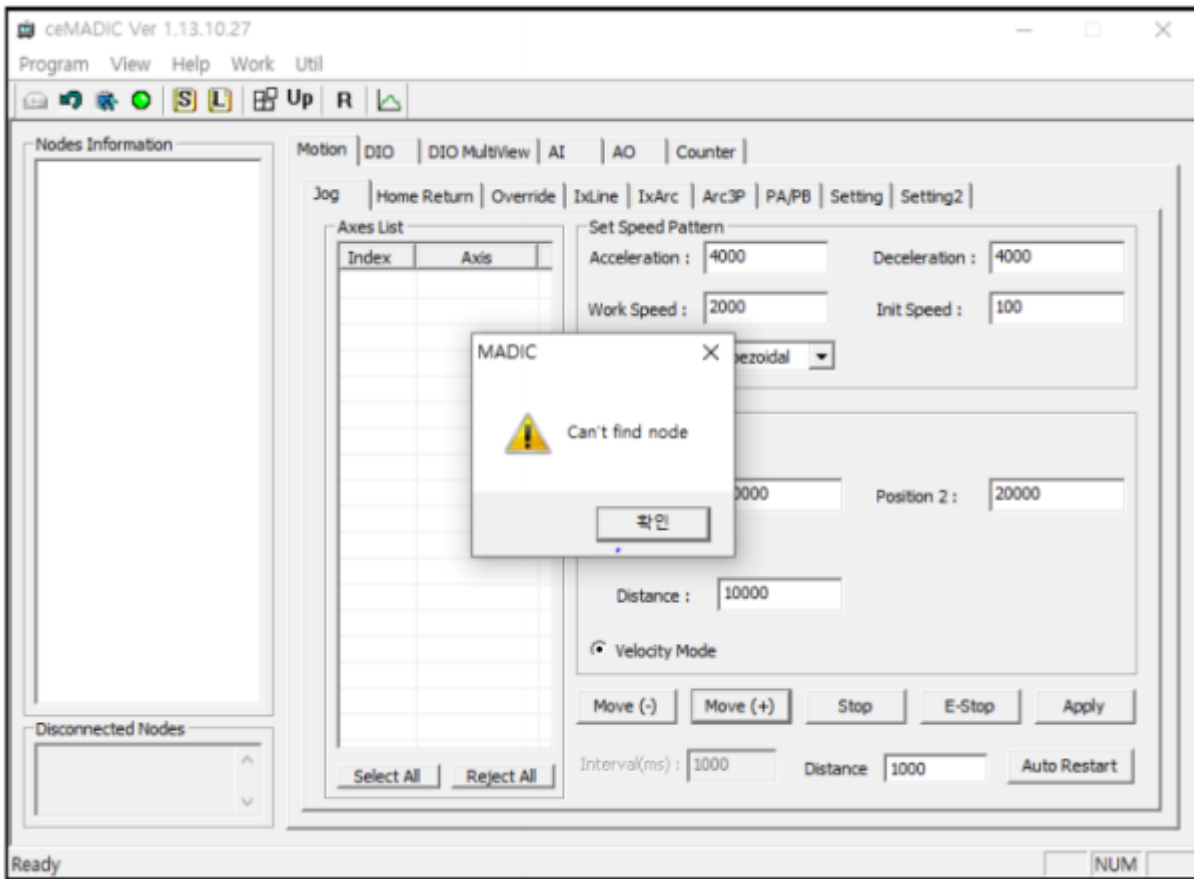 ceMADIC Ver 1.13.10.27
Program View Help Work Util
S L Up R
Nodes Information
Motion DIO DIO MultiView AI AO Counter
Jog Home Return Override IxLine IxArc Arc3P PA/PB Setting Setting2
Axes List
Index Axis
Set Speed Pattern
Acceleration : 4000 Deceleration : 4000
Work Speed : 2000 Init Speed : 100
pezoidal
MADIC
Can't find node
확인
0000 Position 2 : 20000
Distance : 10000
Velocity Mode
Move (-) Move (+) Stop E-Stop Apply
Disconnected Nodes
Select All Reject All
Interval(ms) : 1000 Distance 1000 Auto Restart
Ready NUM